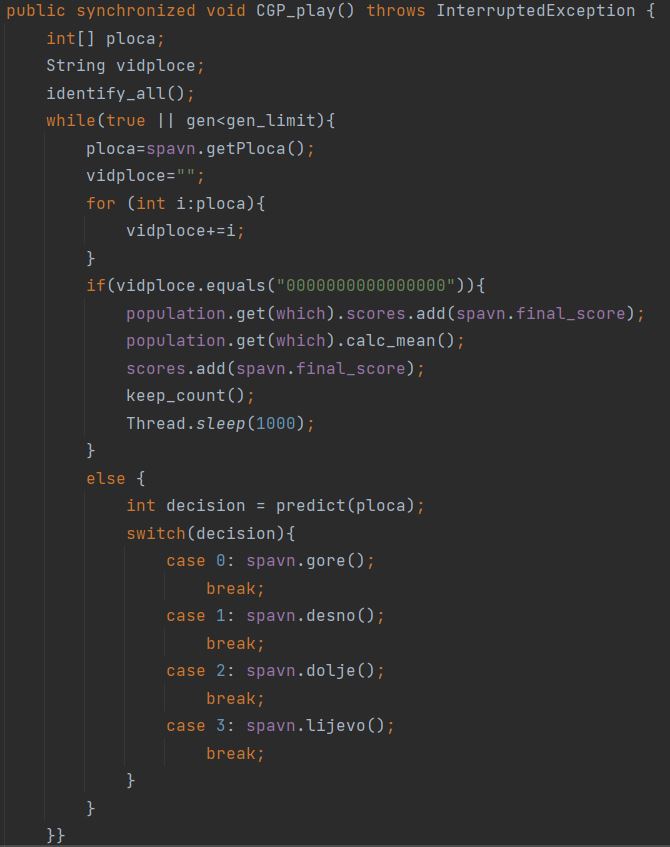 public synchronized void CGP_play() throws InterruptedException {
    int[] ploca;
    String vidploce;
    identify_all();
    while(true || gen<gen_limit){
        ploca=spavn.getPloca();
        vidploce="";
        for (int i:ploca){
            vidploce+=i;
        }
        if(vidploce.equals("0000000000000000")){
            population.get(which).scores.add(spavn.final_score);
            population.get(which).calc_mean();
            scores.add(spavn.final_score);
            keep_count();
            Thread.sleep(1000);
        }
        else {
            int decision = predict(ploca);
            switch(decision){
                case 0: spavn.gore();
                    break;
                case 1: spavn.desno();
                    break;
                case 2: spavn.dolje();
                    break;
                case 3: spavn.lijevo();
                    break;
            }
        }
    }}